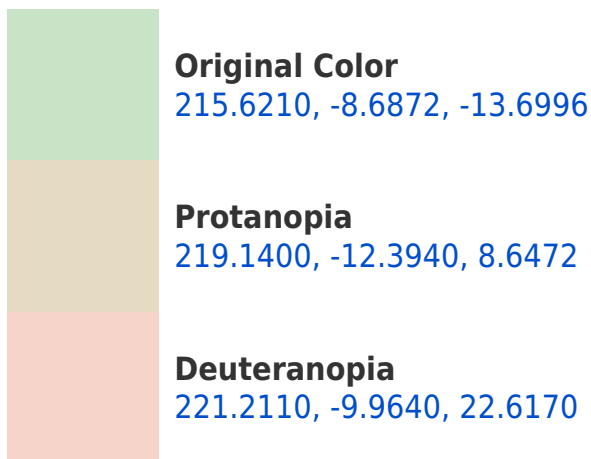 Original Color
215.6210, -8.6872, -13.6996
Protanopia
219.1400, -12.3940, 8.6472
Deuteranopia
221.2110, -9.9640, 22.6170